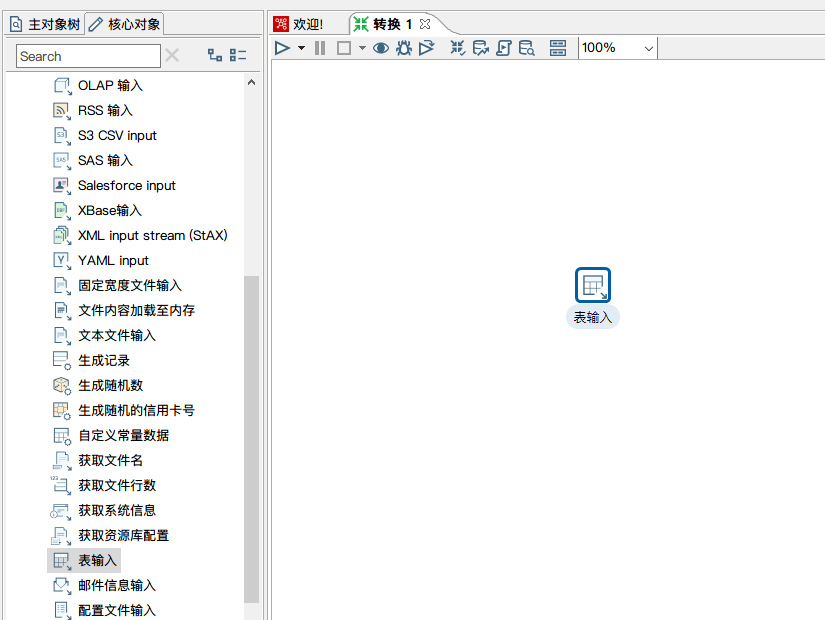 主对象树 核心对象
欢迎! 转换 1
Search
100%
OLAP 输入
RSS 输入
S3 CSV input
SAS 输入
Salesforce input
XBase输入
XML input stream (StAX)
YAML input
固定宽度文件输入
文件内容加载至内存
文本文件输入
生成记录
生成随机数
生成随机的信用卡号
自定义常量数据
获取文件名
获取文件行数
获取系统信息
获取资源库配置
表输入
邮件信息输入
配置文件输入
表输入